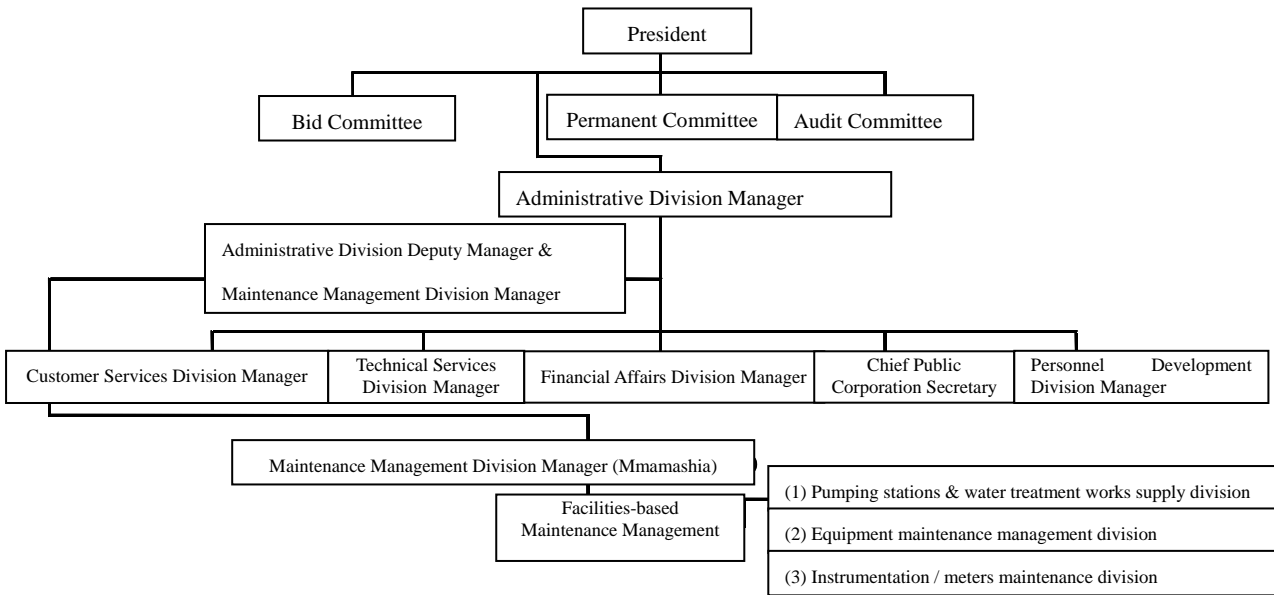 President
Bid Committee
Permanent Committee
Audit Committee
Administrative Division Manager
Administrative Division Deputy Manager &
Maintenance Management Division Manager
Customer Services Division Manager
Technical Services
Division Manager
Financial Affairs Division Manager
Chief Public
Corporation Secretary
Personnel Development
Division Manager
Maintenance Management Division Manager (Mmamashia)
)
Facilities-based
Maintenance Management
(1) Pumping stations & water treatment works supply division
(2) Equipment maintenance management division
(3) Instrumentation / meters maintenance division